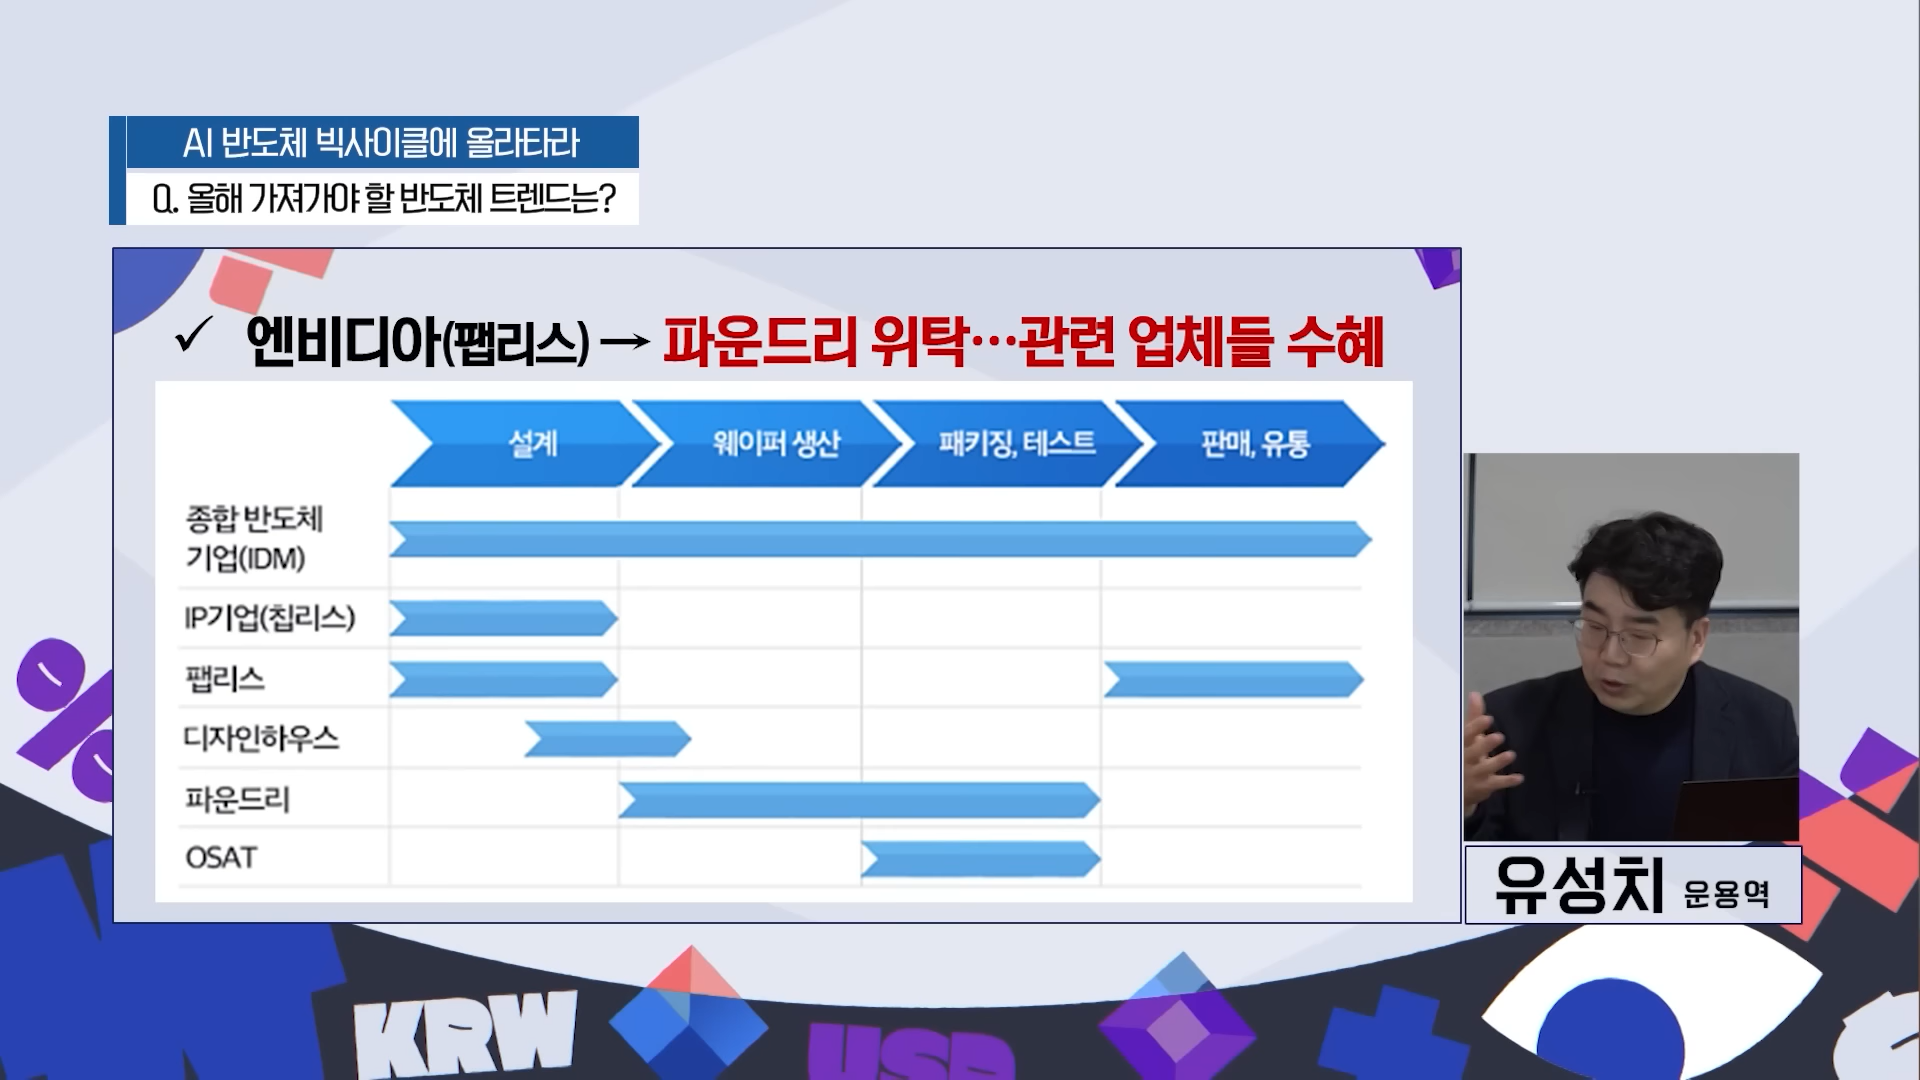 AI 반도체 빅사이클에 올라타라
Q. 올해 가져가야 할 반도체 트렌드는?
✓ 엔비디아(팹리스) → 파운드리 위탁…관련 업체들 수혜
설계
웨이퍼 생산
패키징, 테스트
판매, 유통
종합 반도체
기업(IDM)
IP기업(칩리스)
팹리스
디자인하우스
파운드리
OSAT
유성치 운용역
KRW
USD